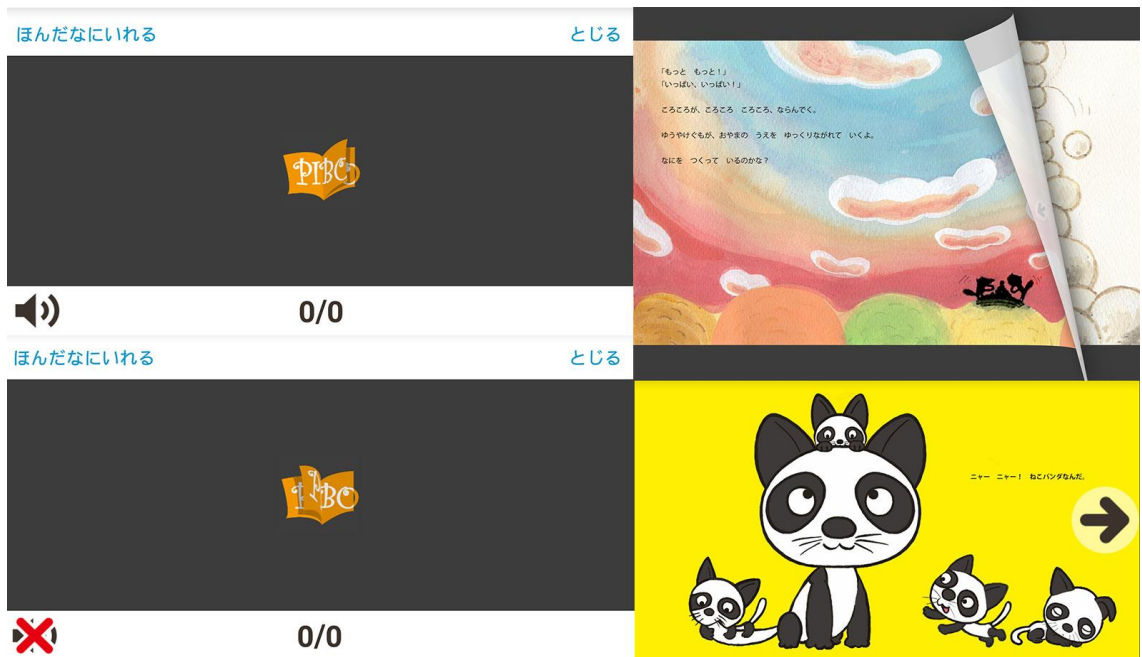 ほんだなにいれる
とじる
PIBO
0/0
ほんだなにいれる
とじる
0/0
「もっと　もっと！」
「いっぱい、いっぱい！」
ころころが、ころころ　ころころ、ならんでく。
ゆうやけぐもが、おやまの　うえを　ゆっくりながれて　いくよ。
なにを　つくって　いるのかな？
ニャー　ニャー！　ねこパンダなんだ。